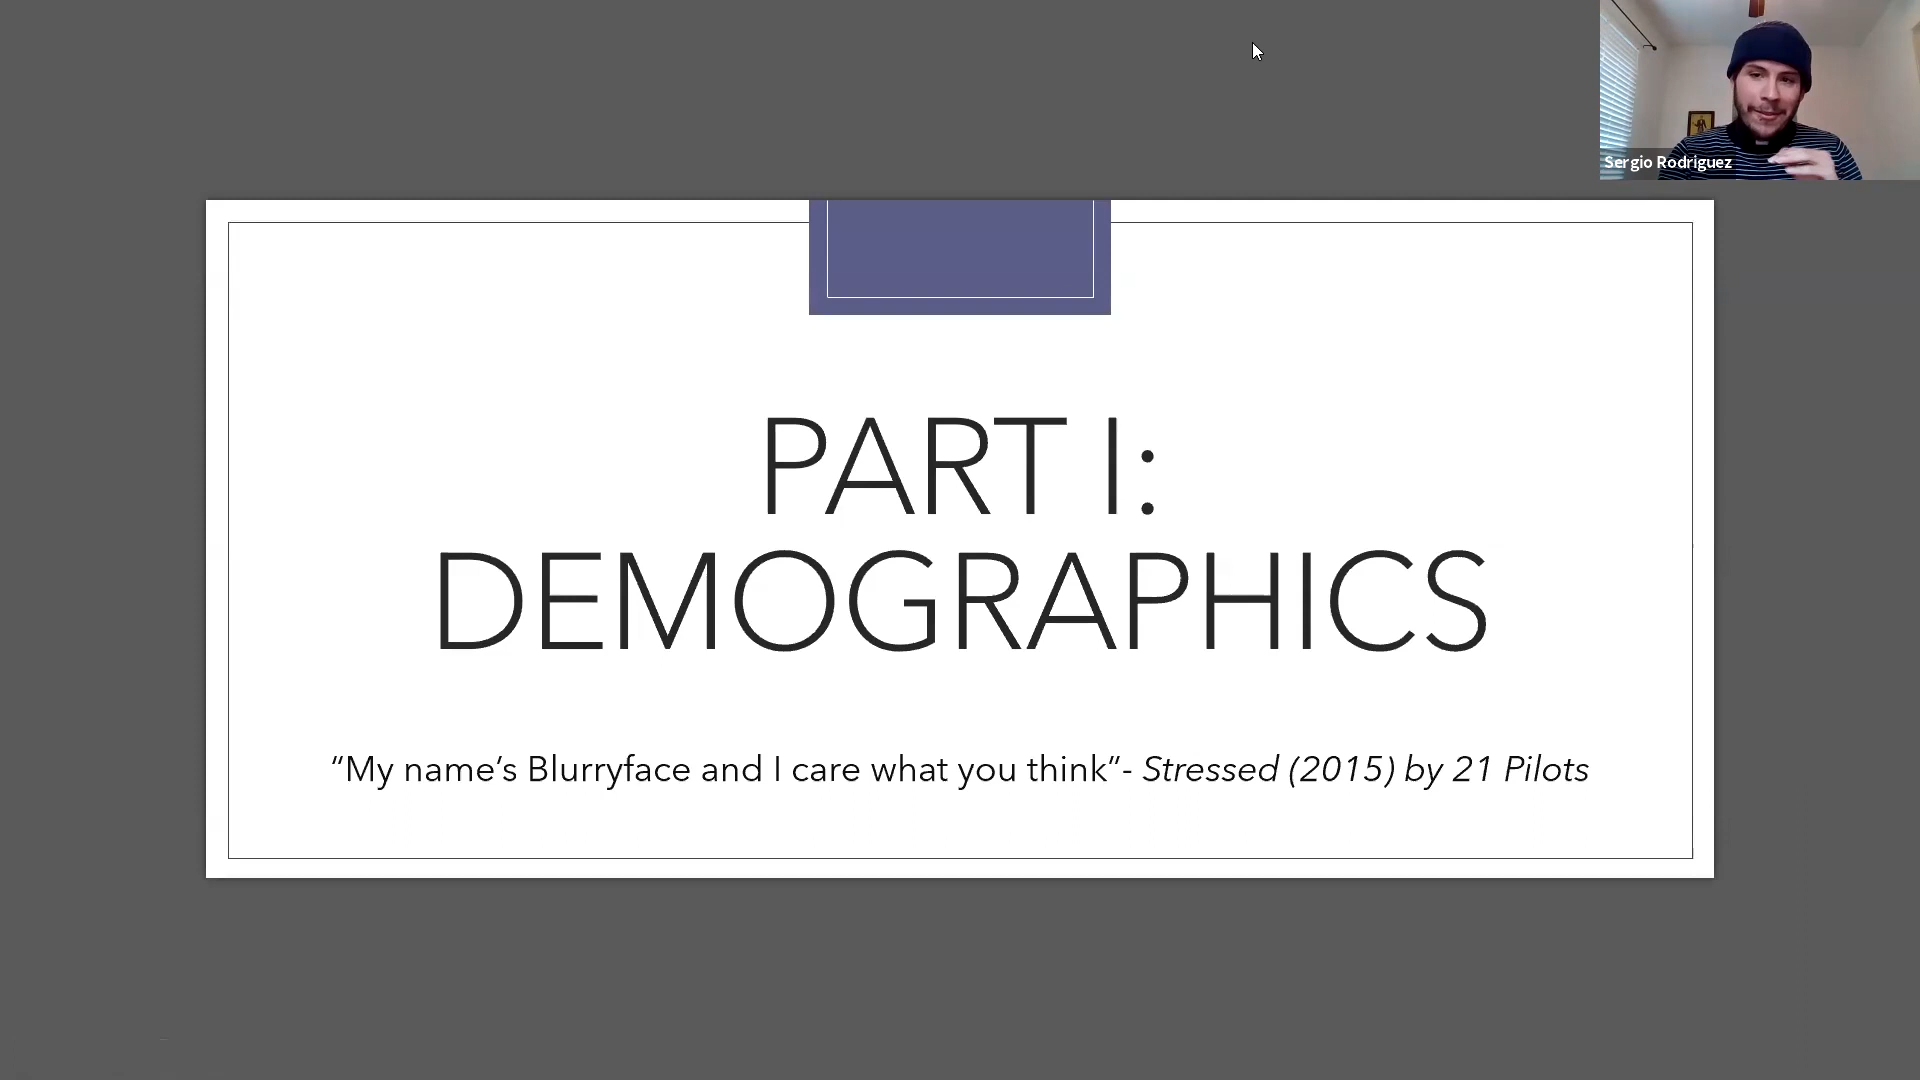 Sergio Rodriguez
PART I:
DEMOGRAPHICS
“My name‘s Blurryface and I care what you think”- Stressed (2015) by 21 Pilots